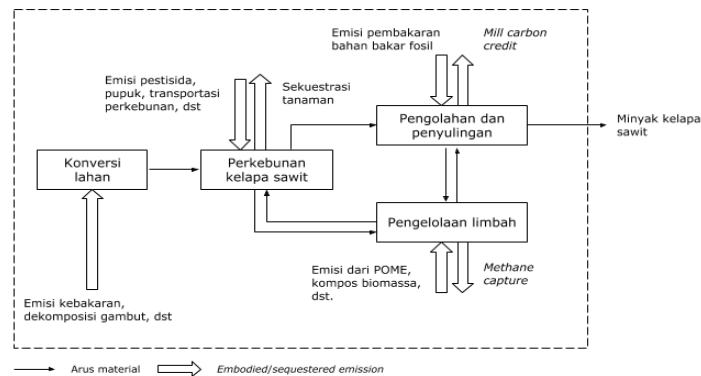 Emisi pembakaran
bahan bakar fosil
Mill carbon
credit
Emisi pestisida,
pupuk, transportasi
perkebunan, dst
Sekuestrasi
tanaman
Pengolahan dan
penyulingan
Minyak kelapa
sawit
Konversi
lahan
Perkebunan
kelapa sawit
Pengelolaan limbah
Emisi dari POME,
kompos biomassa,
dst.
Methane
capture
Emisi kebakaran,
dekomposisi gambut, dst
Arus material
Embodied/sequestered emission